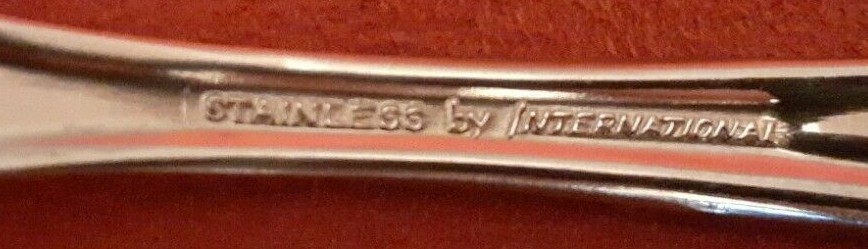 STAINLESS by INTERNATIONAL